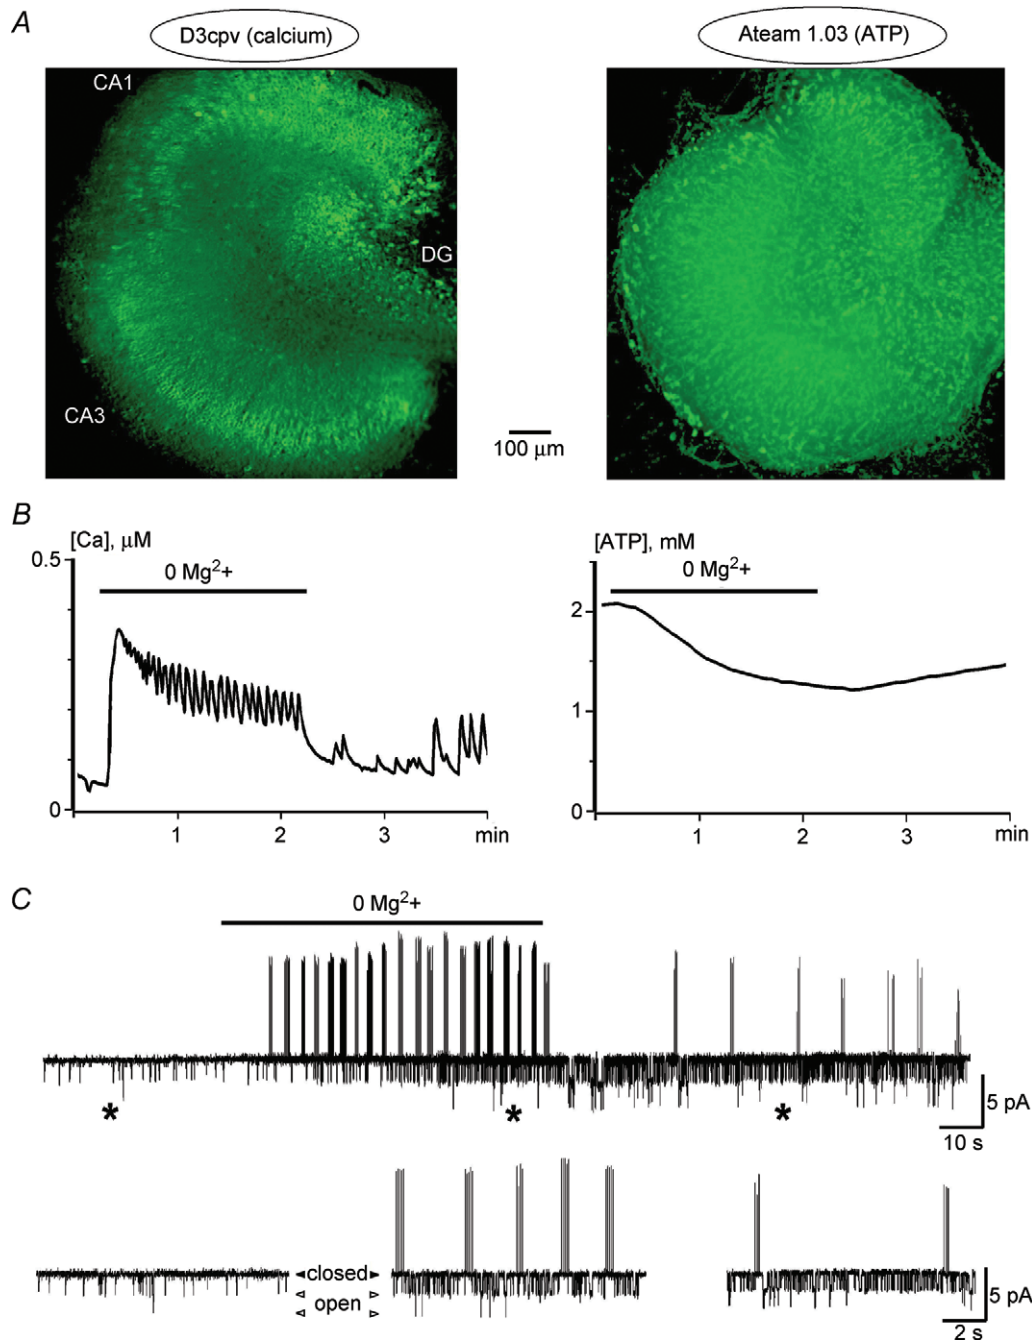 A
D3cpv (calcium)
Ateam 1.03 (ATP)
CA1
DG
CA3
100 μm
B
[Ca], μM
0.5
0 Mg2+
0
1
2
3
min
[ATP], mM
0 Mg2+
2
1
0
1
2
3
min
C
0 Mg2+
*
*
*
5 pA
10 s
closed
open
5 pA
2 s